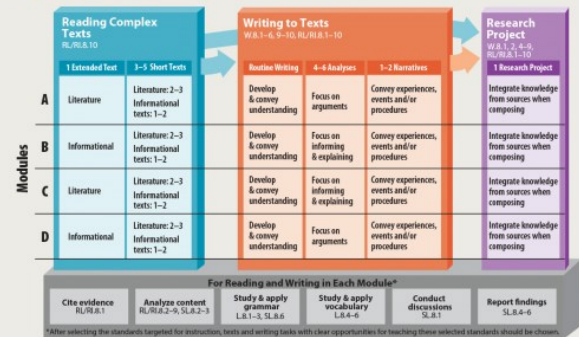 Reading Complex
Texts
RL/RI.8.10
Writing to Texts
W.8.1–6, 9–10, RL/RI.8.1–10
Research
Project
W.8.1, 2, 4–9,
RL/RI.8.1–10
1 Extended Text
3–5 Short Texts
Routine Writing
4–6 Analyses
1–2 Narratives
1 Research Project
Modules
A
Literature
Literature: 2–3
Informational
texts: 1–2
Develop
& convey
understanding
Focus on
arguments
Convey experiences,
events and/or
procedures
Integrate knowledge
from sources when
composing
B
Informational
Literature: 2–3
Informational
texts: 1–2
Develop
& convey
understanding
Focus on
informing
& explaining
Convey experiences,
events and/or
procedures
Integrate knowledge
from sources when
composing
C
Literature
Literature: 2–3
Informational
texts: 1–2
Develop
& convey
understanding
Focus on
informing
& explaining
Convey experiences,
events and/or
procedures
Integrate knowledge
from sources when
composing
D
Informational
Literature: 2–3
Informational
texts: 1–2
Develop
& convey
understanding
Focus on
arguments
Convey experiences,
events and/or
procedures
Integrate knowledge
from sources when
composing
For Reading and Writing in Each Module*
Cite evidence
RL/RI.8.1
Analyze content
RL/RI.8.2–9, SL.8.2–3
Study & apply
grammar
L.8.1–3, SL.8.6
Study & apply
vocabulary
L.8.4–6
Conduct
discussions
SL.8.1
Report findings
SL.8.4–6
*After selecting the standards targeted for instruction, texts and writing tasks with clear opportunities for teaching these selected standards should be chosen.